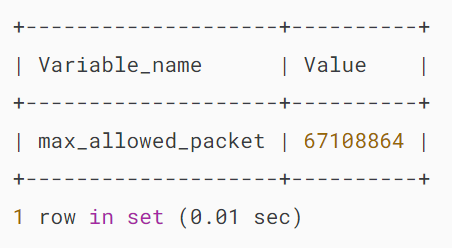 +-------------------+----------+
| Variable_name      | Value    |
+--------------------+----------+
| max_allowed_packet | 67108864 |
+--------------------+----------+
1 row in set (0.01 sec)